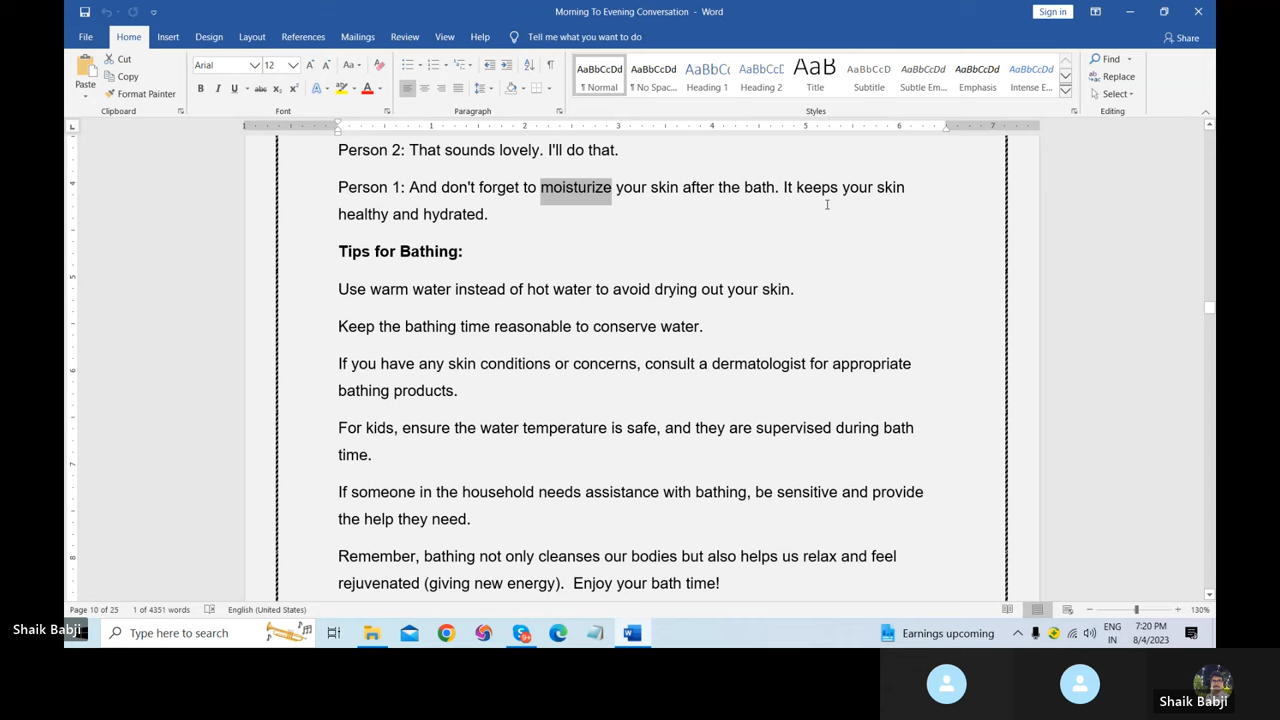 Morning To Evening Conversation - Word
Sign in
File Home Insert Design Layout References Mailings Review View Help Tell me what you want to do
Share
Paste
Cut
Copy
Format Painter
Clipboard
Arial 12
Font
Paragraph
AaBbCcDd AaBbCcDd AaBbCc AaBbCcD AaB AaBbCcD AaBbCcDd AaBbCcDd AaBbCcDd
¶ Normal ¶ No Spac... Heading 1 Heading 2 Title Subtitle Subtle Em... Emphasis Intense E...
Styles
Find
Replace
Select
Editing
Person 2: That sounds lovely. I'll do that.
Person 1: And don't forget to moisturize your skin after the bath. It keeps your skin
healthy and hydrated.
Tips for Bathing:
Use warm water instead of hot water to avoid drying out your skin.
Keep the bathing time reasonable to conserve water.
If you have any skin conditions or concerns, consult a dermatologist for appropriate
bathing products.
For kids, ensure the water temperature is safe, and they are supervised during bath
time.
If someone in the household needs assistance with bathing, be sensitive and provide
the help they need.
Remember, bathing not only cleanses our bodies but also helps us relax and feel
rejuvenated (giving new energy).  Enjoy your bath time!
Page 10 of 25 1 of 4351 words English (United States) 130%
Shaik Babji
Type here to search
Earnings upcoming
ENG
IN
7:20 PM
8/4/2023
Shaik Babji